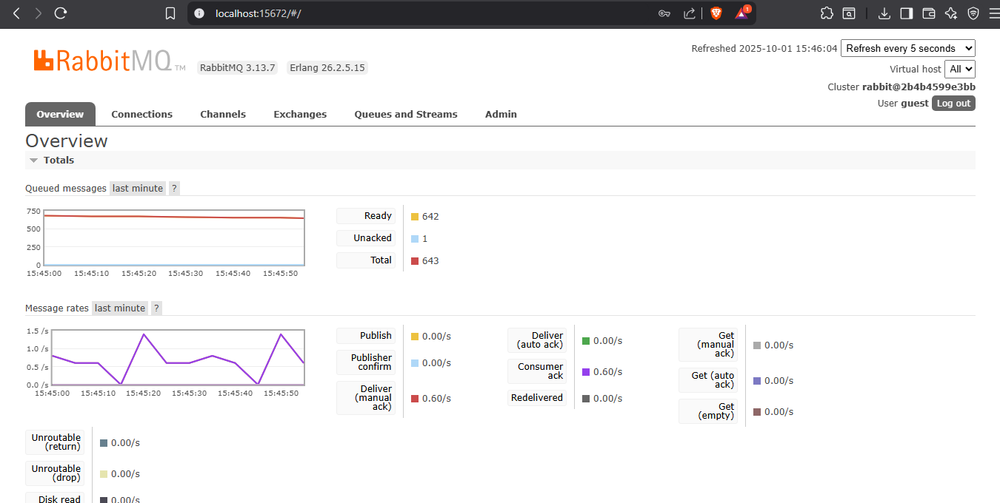 localhost:15672/#/
1
RabbitMQ TM
RabbitMQ 3.13.7
Erlang 26.2.5.15
Refreshed 2025-10-01 15:46:04
Refresh every 5 seconds
Virtual host All
Cluster rabbit@2b4b4599e3bb
User guest Log out
Overview
Connections
Channels
Exchanges
Queues and Streams
Admin
Overview
Totals
Queued messages last minute ?
750
500
250
0
15:45:00 15:45:10 15:45:20 15:45:30 15:45:40 15:45:50
Ready 642
Unacked 1
Total 643
Message rates last minute ?
1.5 /s
1.0 /s
0.5 /s
0.0 /s
15:45:00 15:45:10 15:45:20 15:45:30 15:45:40 15:45:50
Publish 0.00/s
Publisher
confirm 0.00/s
Deliver
(manual
ack) 0.60/s
Deliver
(auto ack) 0.00/s
Consumer
ack 0.60/s
Redelivered 0.00/s
Get
(manual
ack) 0.00/s
Get (auto
ack) 0.00/s
Get
(empty) 0.00/s
Unroutable
(return) 0.00/s
Unroutable
(drop) 0.00/s
Disk read 0.00/s